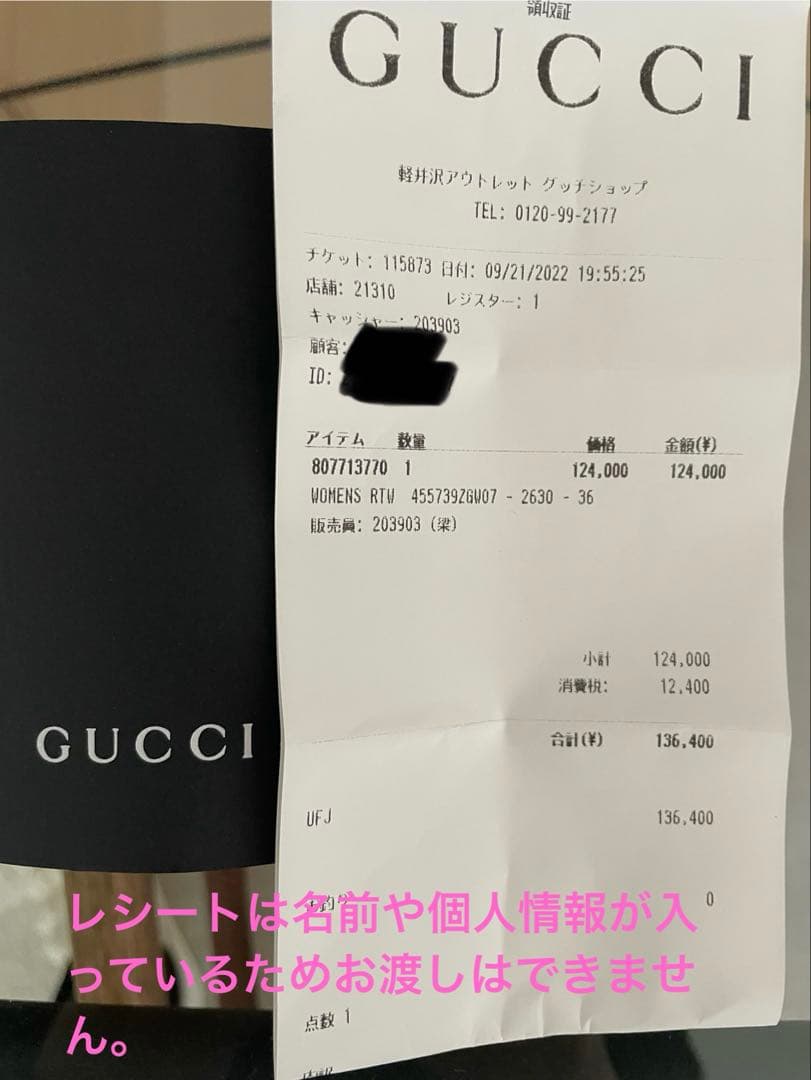 領収証
GUCCI
軽井沢アウトレット グッチショップ
TEL: 0120-99-2177
チケット: 115873 日付: 09/21/2022 19:55:25
店舗: 21310 レジスター: 1
キャッシャー: 203903
顧客:
ID:
アイテム 数量 価格 金額(¥)
807713770 1 124,000 124,000
WOMENS RTW 455739ZGW07 - 2630 - 36
販売員: 203903 (梁)
小計 124,000
消費税: 12,400
合計(¥) 136,400
UFJ 136,400
0
点数 1
GUCCI
レシートは名前や個人情報が入
っているためお渡しはできませ
ん。